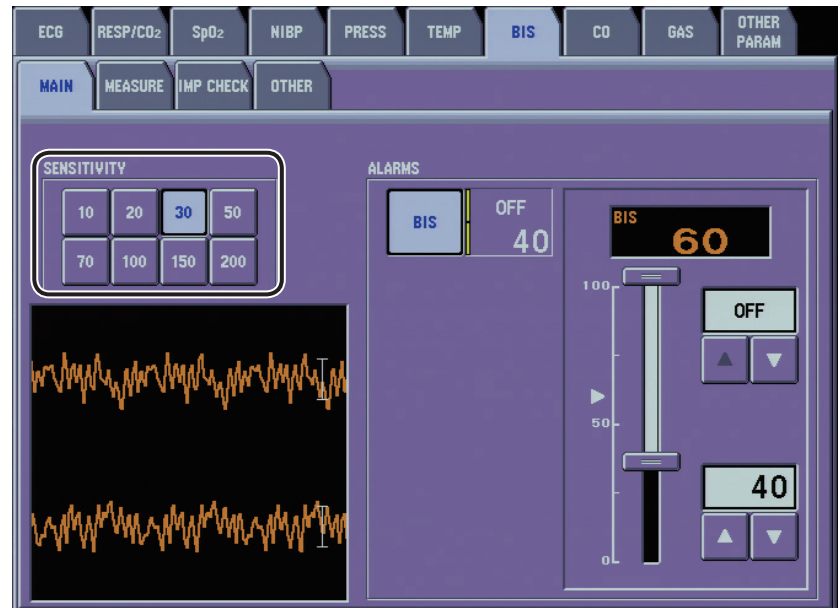 ECG RESP/CO2 SpO2 NIBP PRESS TEMP BIS CO GAS OTHER PARAM
MAIN MEASURE IMP CHECK OTHER
SENSITIVITY
10 20 30 50
70 100 150 200
ALARMS
BIS OFF
40
BIS
60
100
50
0
OFF
40